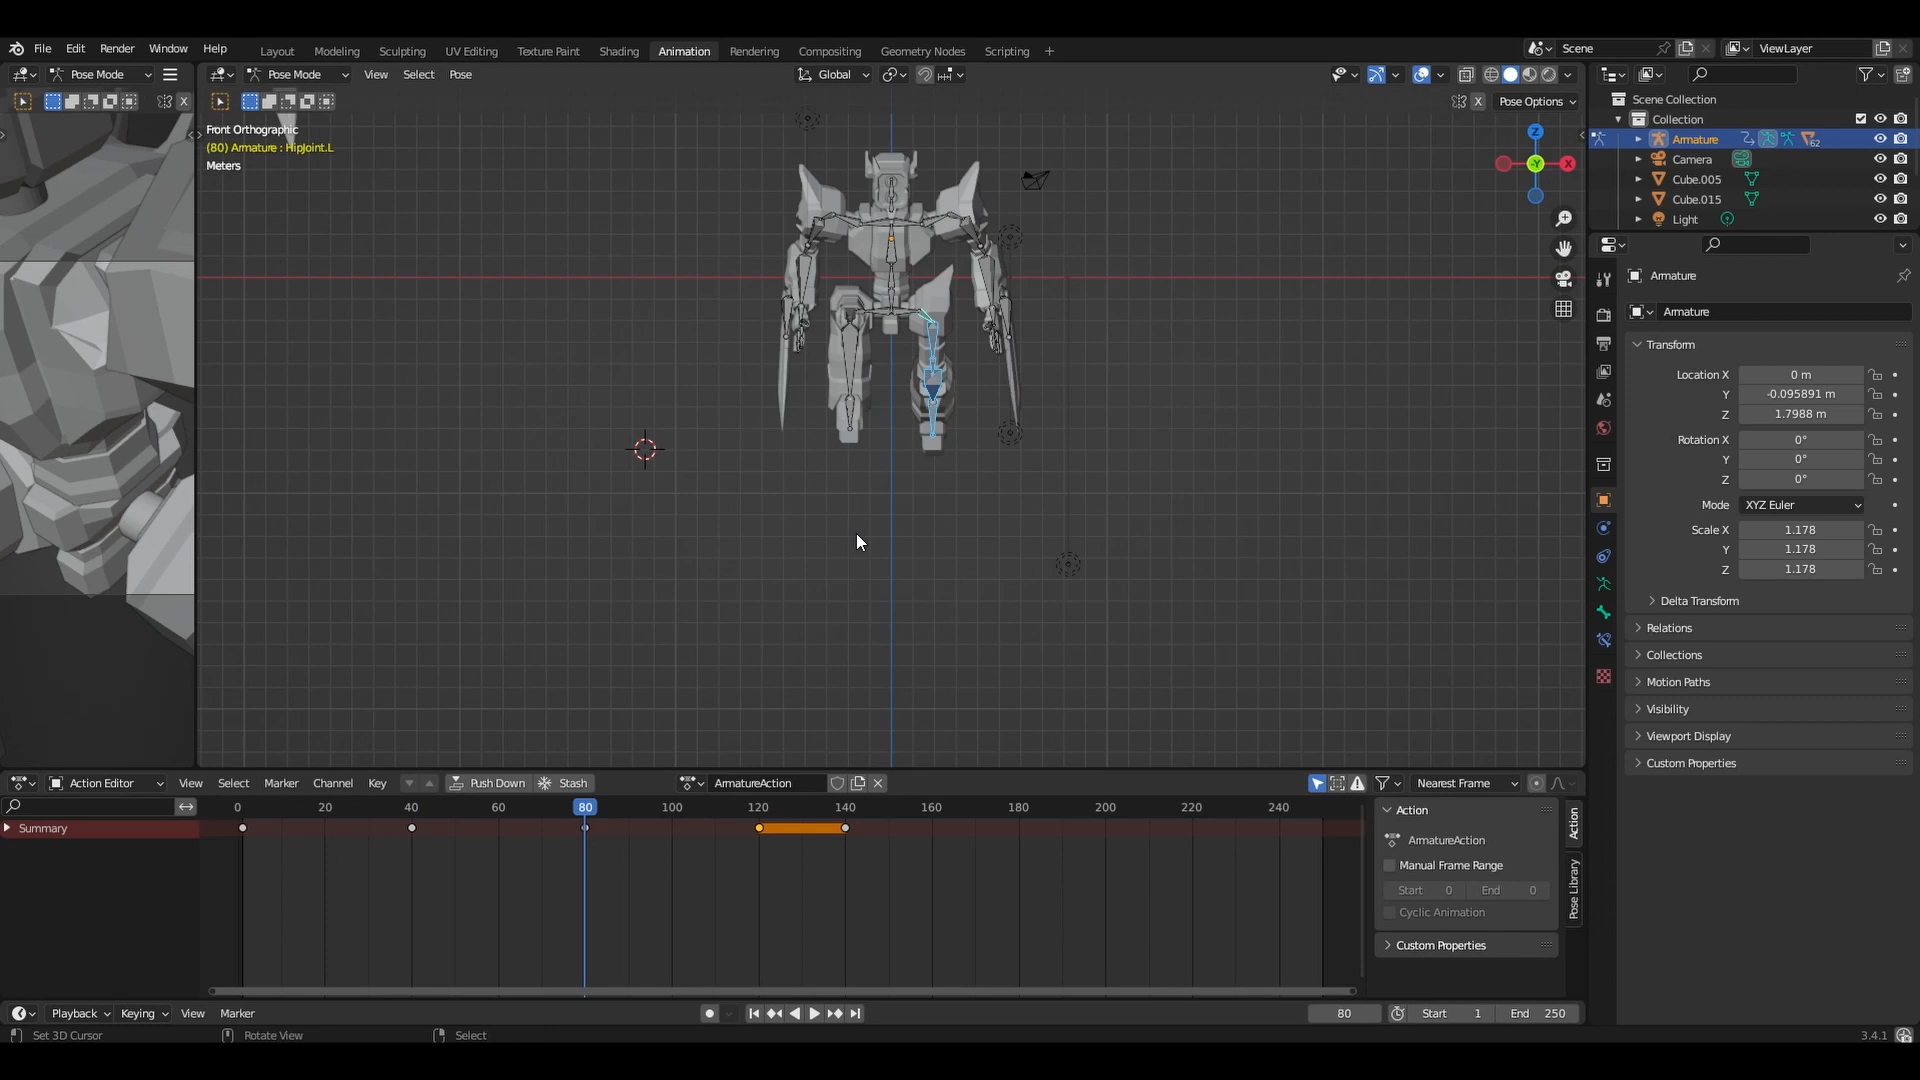 File Edit Render Window Help
Layout Modeling Sculpting UV Editing Texture Paint Shading Animation Rendering Compositing Geometry Nodes Scripting +
Scene ViewLayer
Pose Mode
Pose Mode View Select Pose
Global
X
X Pose Options
Front Orthographic
(80) Armature : HipJoint.L
Meters
Z
-Y
X
Scene Collection
Collection
Armature 62
Camera
Cube.005
Cube.015
Light
Armature
Armature
Transform
Location X 0 m
Y -0.095891 m
Z 1.7988 m
Rotation X 0°
Y 0°
Z 0°
Mode XYZ Euler
Scale X 1.178
Y 1.178
Z 1.178
Delta Transform
Relations
Collections
Motion Paths
Visibility
Viewport Display
Custom Properties
Action Editor View Select Marker Channel Key Push Down Stash ArmatureAction Nearest Frame
0 20 40 60 80 100 120 140 160 180 200 220 240
Summary
Action
ArmatureAction
Manual Frame Range
Start 0 End 0
Cyclic Animation
Custom Properties
Action
Pose Library
Playback Keying View Marker 80 Start 1 End 250
Set 3D Cursor Rotate View Select 3.4.1